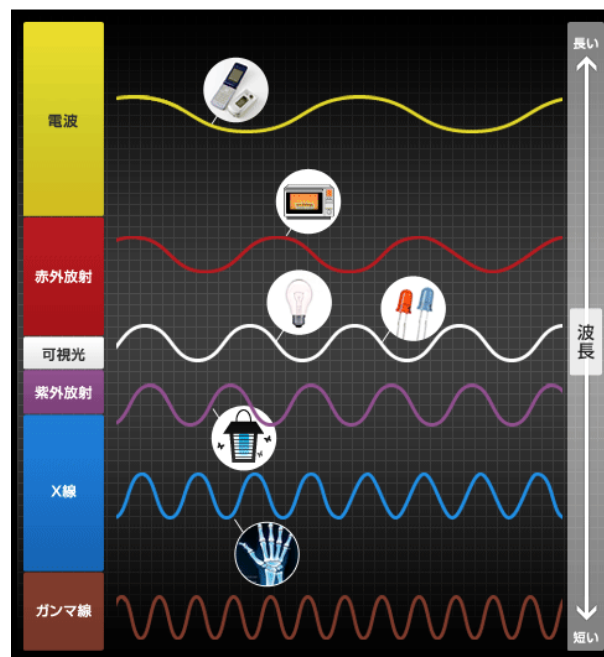 電波
赤外放射
可視光
紫外放射
X線
ガンマ線
長い
波長
短い